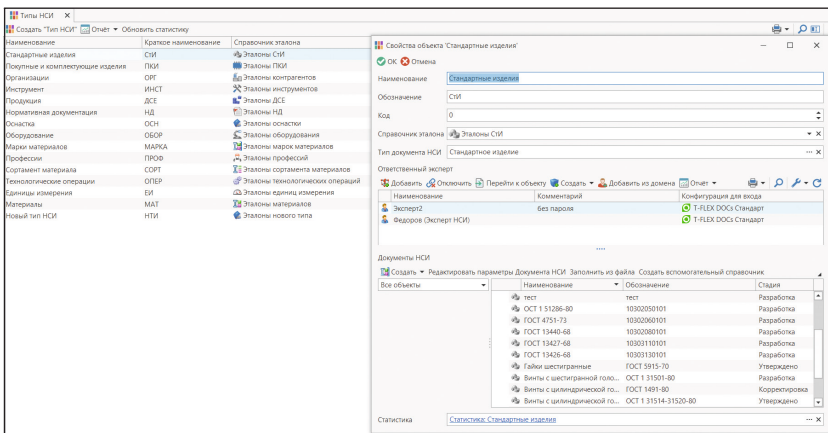 Типы НСИ
Создать "Тип НСИ" Отчёт Обновить статистику
Наименование Краткое наименование Справочник эталона
Стандартные изделия СтИ Эталоны СтИ
Покупные и комплектующие изделия ПКИ Эталоны ПКИ
Организации ОРГ Эталоны контрагентов
Инструмент ИНСТ Эталоны инструментов
Продукция ДСЕ Эталоны ДСЕ
Нормативная документация НД Эталоны НД
Оснастка ОСН Эталоны оснастки
Оборудование ОБОР Эталоны оборудования
Марки материалов МАРКА Эталоны марок материалов
Профессии ПРОФ Эталоны профессий
Сортамент материала СОРТ Эталоны сортамента материалов
Технологические операции ОПЕР Эталоны технологических операций
Единицы измерения ЕИ Эталоны единиц измерения
Материалы МАТ Эталоны материалов
Новый тип НСИ НТИ Эталоны нового типа
Свойства объекта 'Стандартные изделия'
ОК Отмена
Наименование Стандартные изделия
Обозначение СтИ
Код 0
Справочник эталона Эталоны СтИ
Тип документа НСИ Стандартное изделие
Ответственный эксперт
Добавить Отключить Перейти к объекту Создать Добавить из домена Отчёт
Наименование Комментарий Конфигурация для входа
Эксперт2 без пароля T-FLEX DOCs Стандарт
Федоров (Эксперт НСИ) T-FLEX DOCs Стандарт
Документы НСИ
Создать Редактировать параметры Документа НСИ Заполнить из файла Создать вспомогательный справочник
Все объекты Наименование Обозначение Стадия
тест тест Разработка
ОСТ 1 51286-80 10302050101 Разработка
ГОСТ 4751-73 10302060101 Разработка
ГОСТ 13440-68 10302080101 Разработка
ГОСТ 13427-68 10303110101 Разработка
ГОСТ 13426-68 10303130101 Разработка
Гайки шестигранные ГОСТ 5915-70 Утверждено
Винты с шестигранной голо... ОСТ 1 31501-80 Разработка
Винты с цилиндрической го... ГОСТ 1491-80 Корректировка
Винты с цилиндрической го... ОСТ 1 31514-31520-80 Утверждено
Статистика Статистика: Стандартные изделия